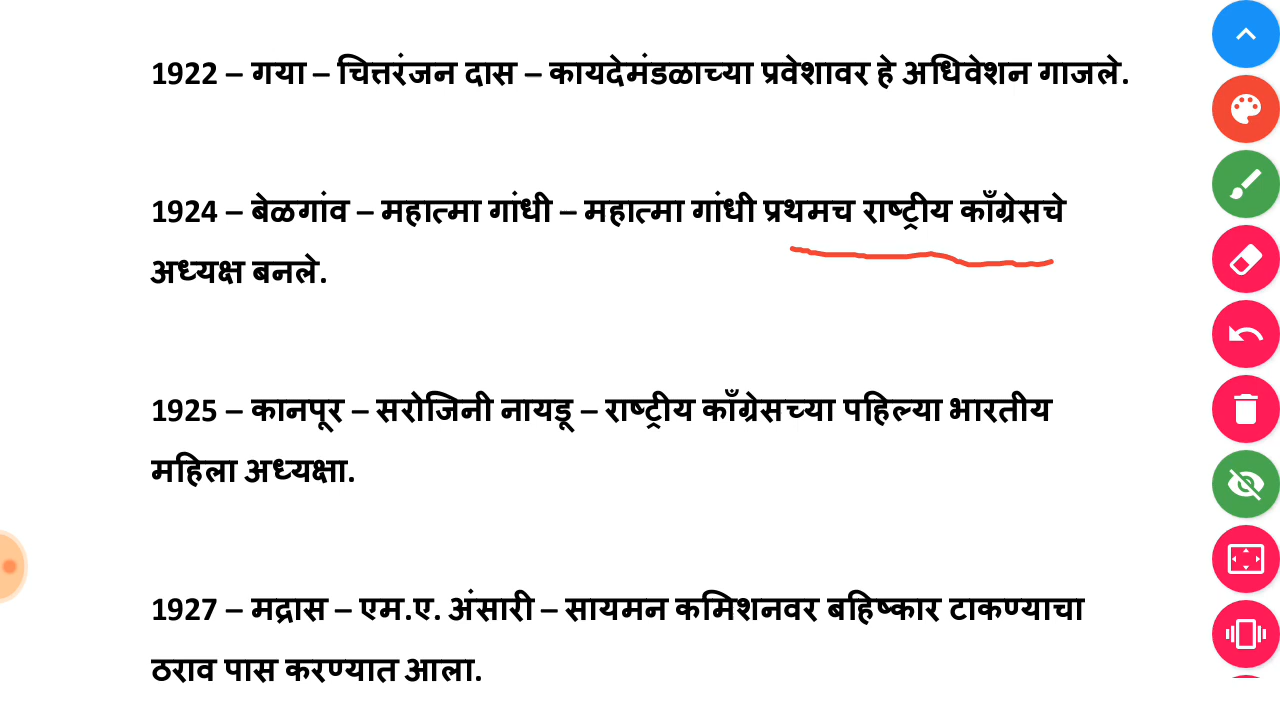 1922 – गया – चित्तरंजन दास – कायदेमंडळाच्या प्रवेशावर हे अधिवेशन गाजले.
1924 – बेळगांव – महात्मा गांधी – महात्मा गांधी प्रथमच राष्ट्रीय काँग्रेसचे
अध्यक्ष बनले.
1925 – कानपूर – सरोजिनी नायडू – राष्ट्रीय काँग्रेसच्या पहिल्या भारतीय
महिला अध्यक्षा.
1927 – मद्रास – एम.ए. अंसारी – सायमन कमिशनवर बहिष्कार टाकण्याचा
ठराव पास करण्यात आला.